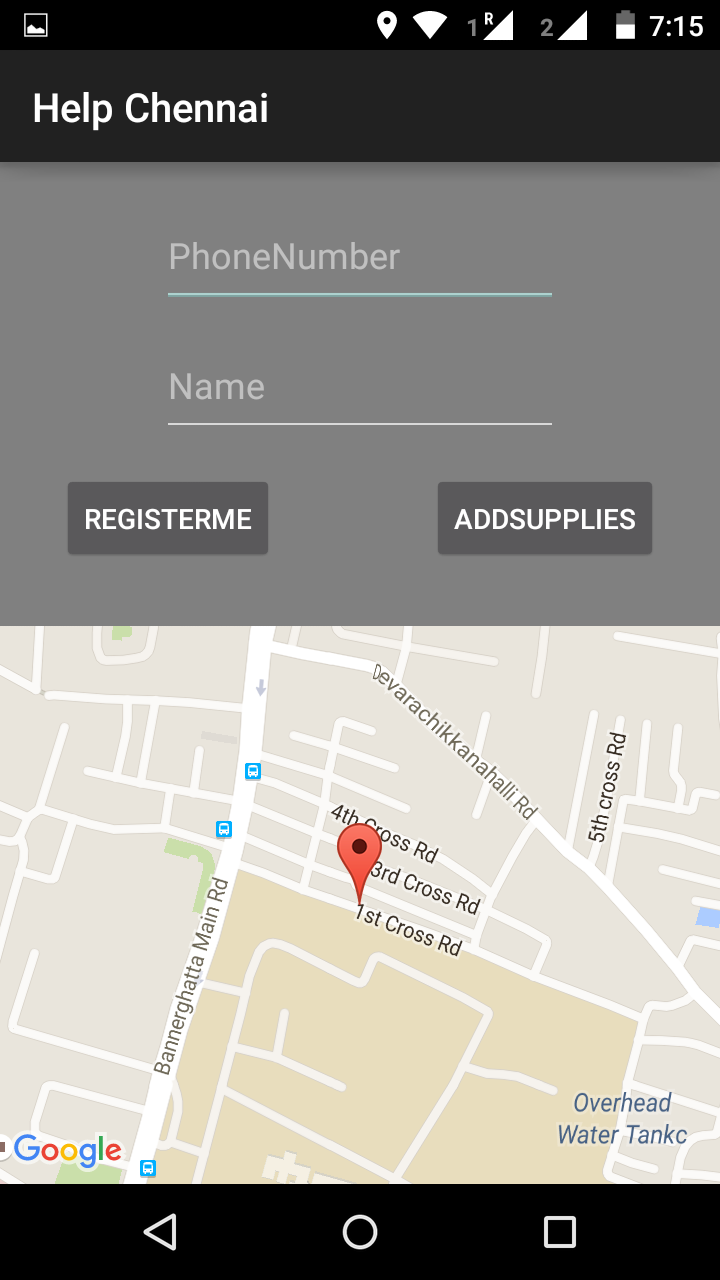 1 R 2 7:15
Help Chennai
PhoneNumber
Name
REGISTERME
ADDSUPPLIES
Devarachikkanahalli Rd
5th cross Rd
4th Cross Rd
3rd Cross Rd
1st Cross Rd
Bannerghatta Main Rd
Overhead
Water Tankc
Google